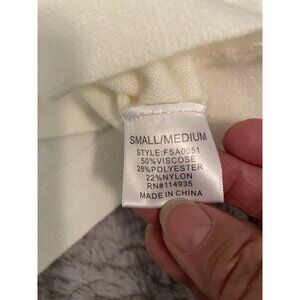 SMALL/MEDIUM
STYLE:FSA0051
50%VISCOSE
28%POLYESTER
22%NYLON
RN#114935
MADE IN CHINA